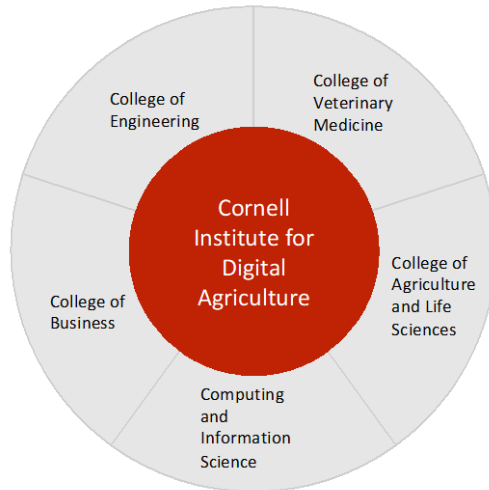 College of
Engineering
College of
Veterinary
Medicine
Cornell
Institute for
Digital
Agriculture
College of
Agriculture
and Life
Sciences
College of
Business
Computing
and
Information
Science